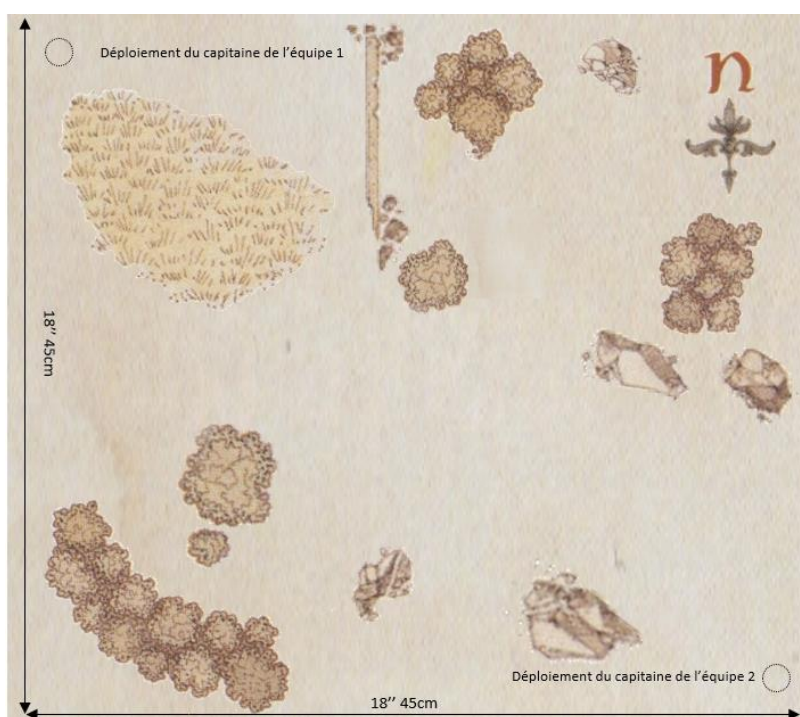 Déploiement du capitaine de l’équipe 1
n
18’’ 45cm
Déploiement du capitaine de l’équipe 2
18’’ 45cm